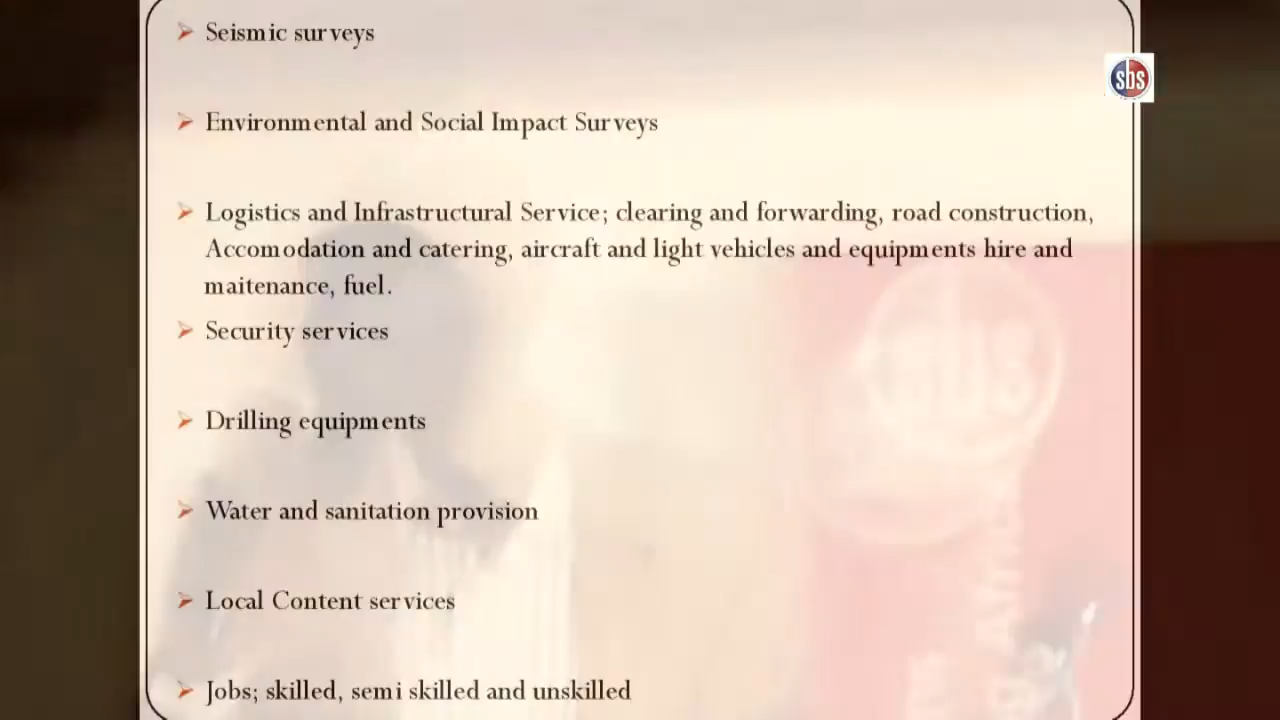 Seismic surveys
sbs
Environmental and Social Impact Surveys
Logistics and Infrastructural Service; clearing and forwarding, road construction,
Accomodation and catering, aircraft and light vehicles and equipments hire and
maitenance, fuel.
Security services
Drilling equipments
Water and sanitation provision
Local Content services
Jobs; skilled, semi skilled and unskilled